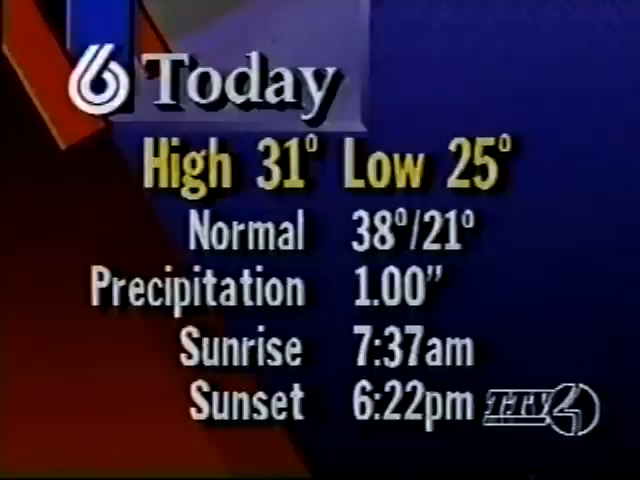 6 Today
High 31° Low 25°
Normal 38°/21°
Precipitation 1.00”
Sunrise 7:37am
Sunset 6:22pm